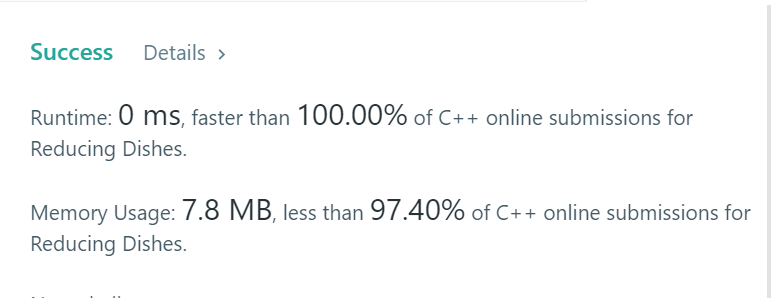 Success Details >
Runtime: 0 ms, faster than 100.00% of C++ online submissions for
Reducing Dishes.
Memory Usage: 7.8 MB, less than 97.40% of C++ online submissions for
Reducing Dishes.